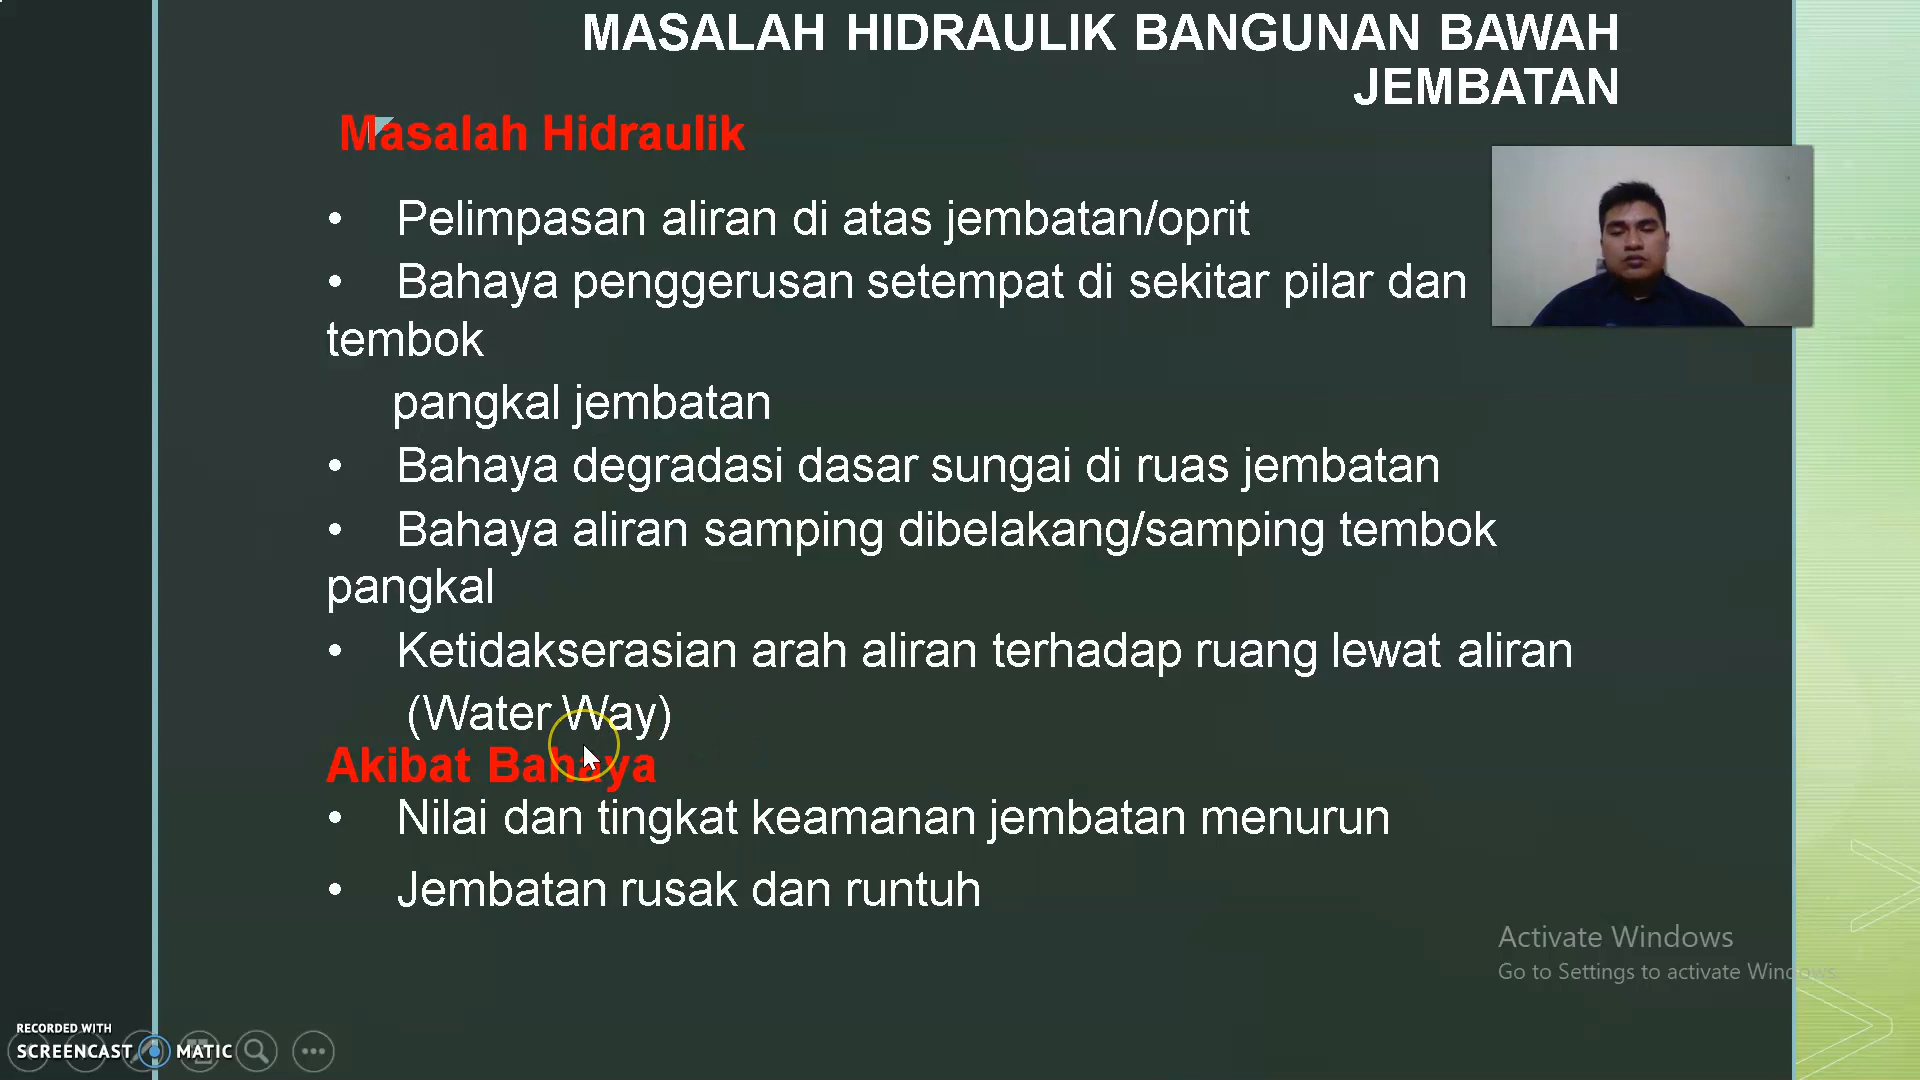 MASALAH HIDRAULIK BANGUNAN BAWAH
JEMBATAN
Masalah Hidraulik
• Pelimpasan aliran di atas jembatan/oprit
• Bahaya penggerusan setempat di sekitar pilar dan
tembok
pangkal jembatan
• Bahaya degradasi dasar sungai di ruas jembatan
• Bahaya aliran samping dibelakang/samping tembok
pangkal
• Ketidakserasian arah aliran terhadap ruang lewat aliran
(Water Way)
Akibat Bahaya
• Nilai dan tingkat keamanan jembatan menurun
• Jembatan rusak dan runtuh
Activate Windows
Go to Settings to activate Windows.
RECORDED WITH
SCREENCAST MATIC